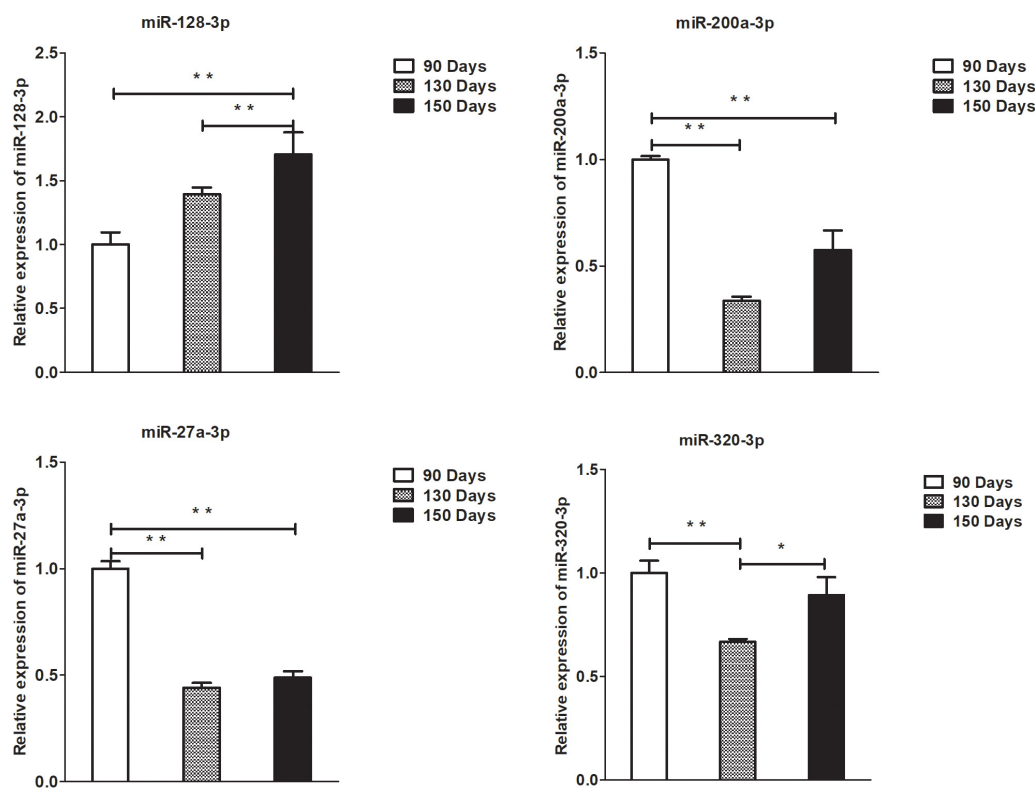 miR-128-3p
Relative expression of miR-128-3p
2.5
2.0
1.5
1.0
0.5
0.0
* *
* *
90 Days
130 Days
150 Days
miR-200a-3p
Relative expression of miR-200a-3p
1.5
1.0
0.5
0.0
* *
* *
90 Days
130 Days
150 Days
miR-27a-3p
Relative expression of miR-27a-3p
1.5
1.0
0.5
0.0
* *
* *
90 Days
130 Days
150 Days
miR-320-3p
Relative expression of miR-320-3p
1.5
1.0
0.5
0.0
* *
*
90 Days
130 Days
150 Days